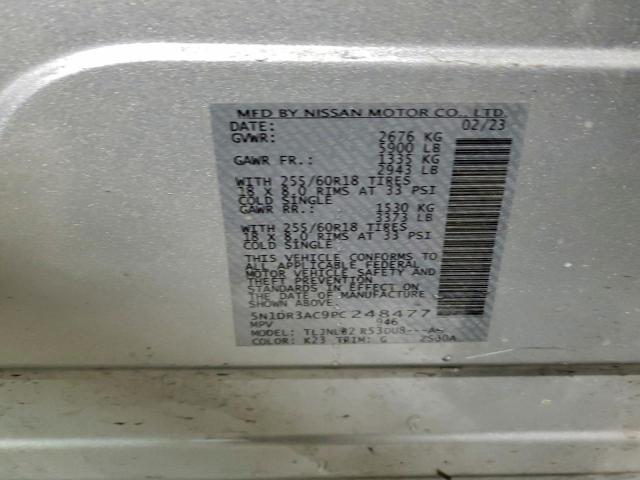 MFD BY NISSAN MOTOR CO., LTD.
DATE: 02/23
GVWR: 2676 KG
5900 LB
GAWR FR.: 1335 KG
2943 LB
WITH 255/60R18 TIRES
18 X 8.0 RIMS AT 33 PSI
COLD SINGLE
GAWR RR.: 1530 KG
3373 LB
WITH 255/60R18 TIRES
18 X 8.0 RIMS AT 33 PSI
COLD SINGLE
THIS VEHICLE CONFORMS TO
ALL APPLICABLE FEDERAL
MOTOR VEHICLE SAFETY AND
THEFT PREVENTION
STANDARDS IN EFFECT ON
THE DATE OF MANUFACTURE
SHOWN ABOVE.
5N1DR3AC9PC248477
MPV 946
MODEL:
COLOR: K23 TRIM: G